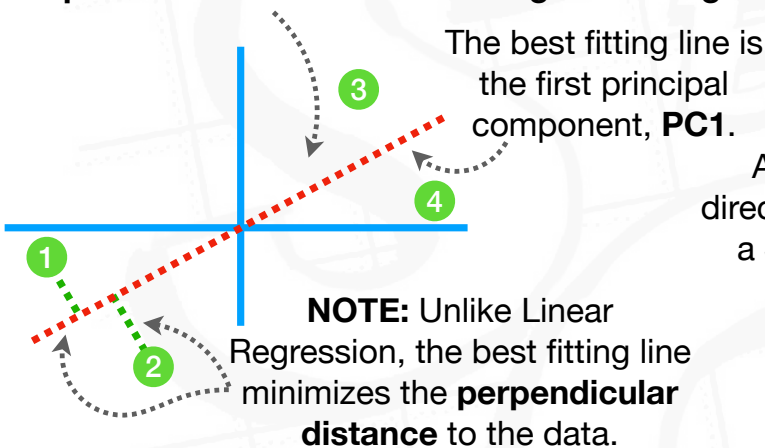 3
The best fitting line is
the first principal
component, PC1.
4
a
1
NOTE: Unlike Linear
Regression, the best fitting line
2
minimizes the perpendicular
distance to the data.